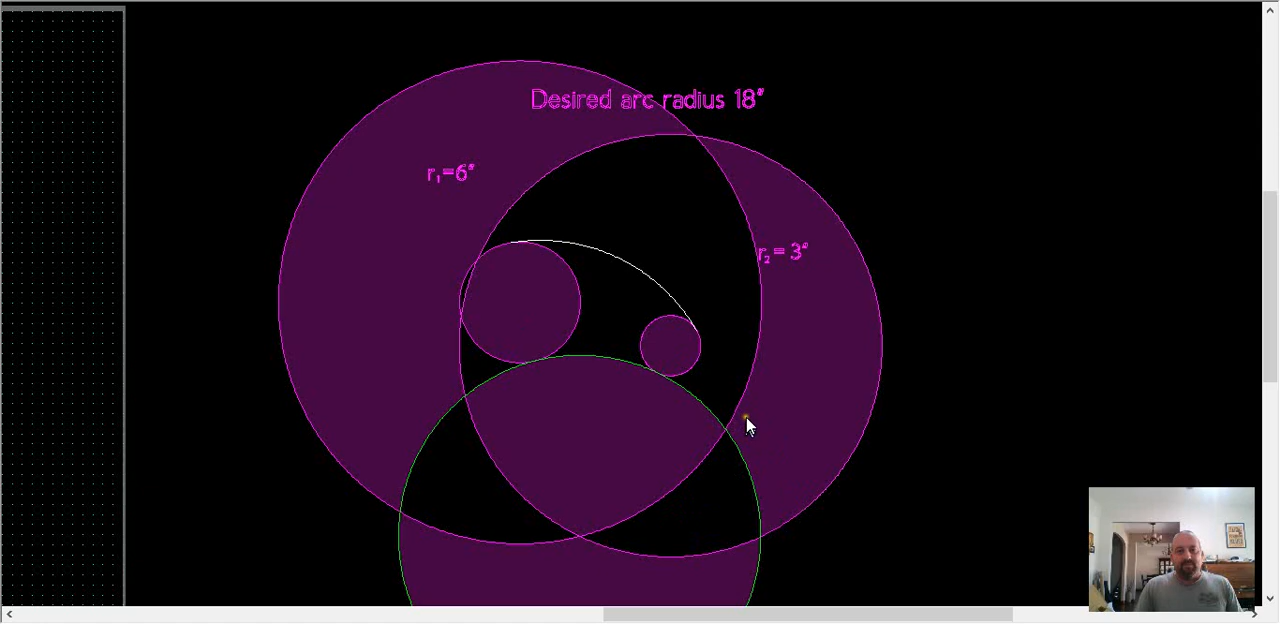 Desired arc radius 18"
r₁=6"
r₂= 3"